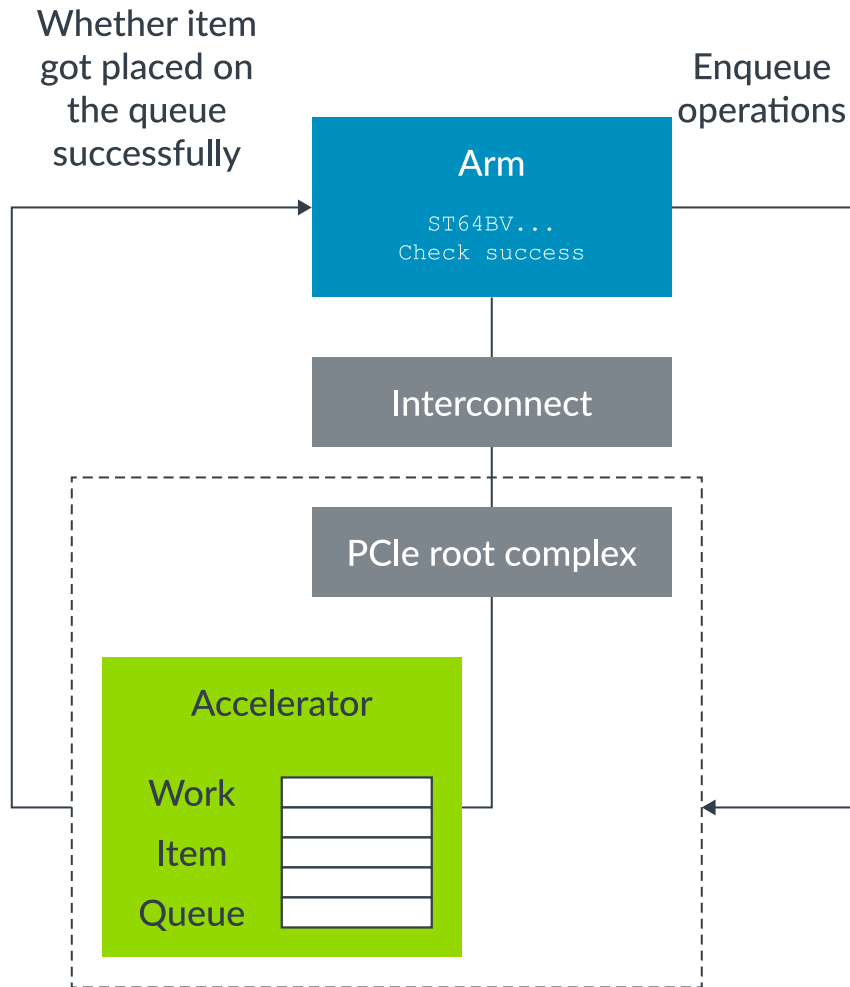 Whether item
got placed on
the queue
successfully
Enqueue
operations
Arm
ST64BV...
Check success
Interconnect
PCIe root complex
Accelerator
Work
Item
Queue